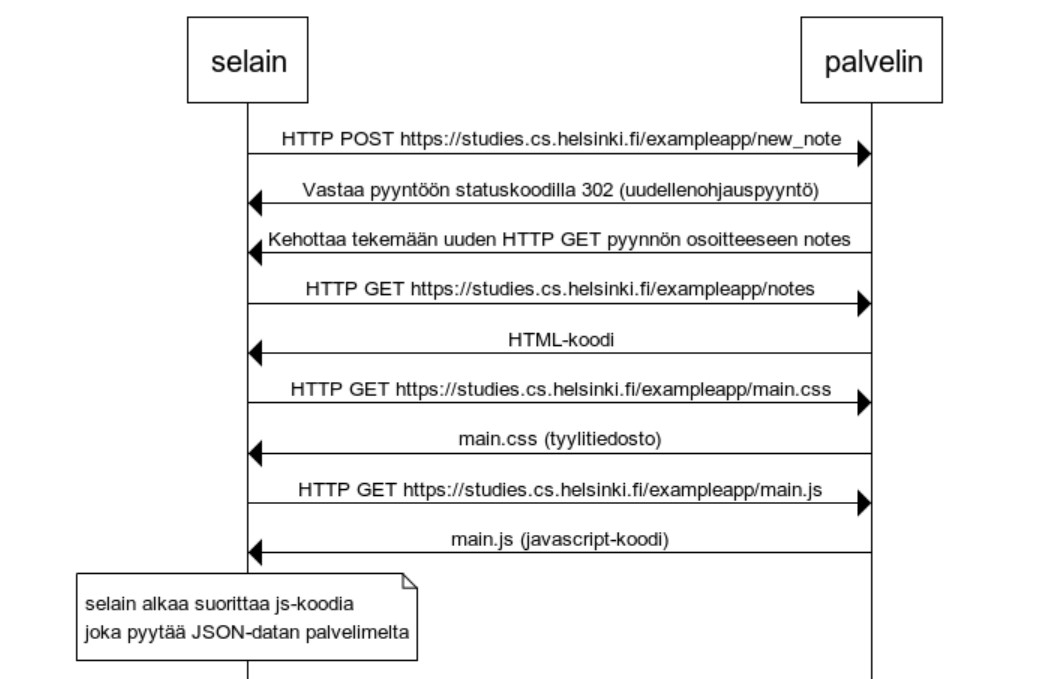 selain
palvelin
HTTP POST https://studies.cs.helsinki.fi/exampleapp/new_note
Vastaa pyyntöön statuskoodilla 302 (uudellenohjauspyyntö)
Kehottaa tekemään uuden HTTP GET pyynnön osoitteeseen notes
HTTP GET https://studies.cs.helsinki.fi/exampleapp/notes
HTML-koodi
HTTP GET https://studies.cs.helsinki.fi/exampleapp/main.css
main.css (tyylitiedosto)
HTTP GET https://studies.cs.helsinki.fi/exampleapp/main.js
main.js (javascript-koodi)
selain alkaa suorittaa js-koodia
joka pyytää JSON-datan palvelimelta